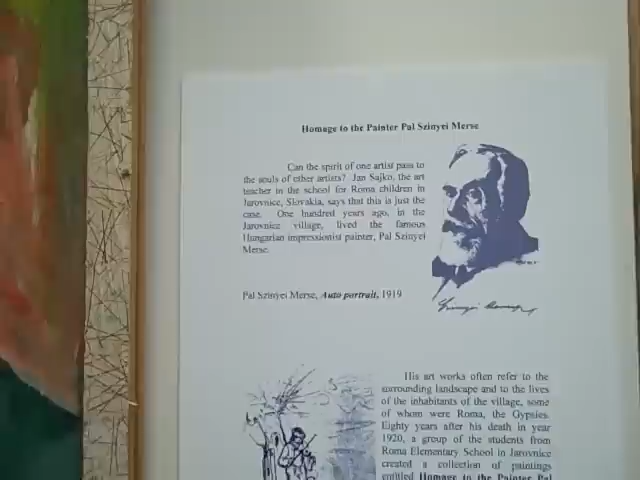 Homage to the Painter Pal Szinyei Merse
Can the spirit of one artist pass to
the souls of other artists? Jan Sajko, the art
teacher in the school for Roma children in
Jarovnice, Slovakia, says that this is just the
case. One hundred years ago, in the
Jarovnice village, lived the famous
Hungarian impressionist painter, Pal Szinyei
Merse.
Pal Szinyei Merse, Auto portrait, 1919
His art works often refer to the
surrounding landscape and to the lives
of the inhabitants of the village, some
of whom were Roma, the Gypsies.
Eighty years after his death in year
1920, a group of the students from
Roma Elementary School in Jarovnice
created a collection of paintings
entitled Homage to the Painter Pal